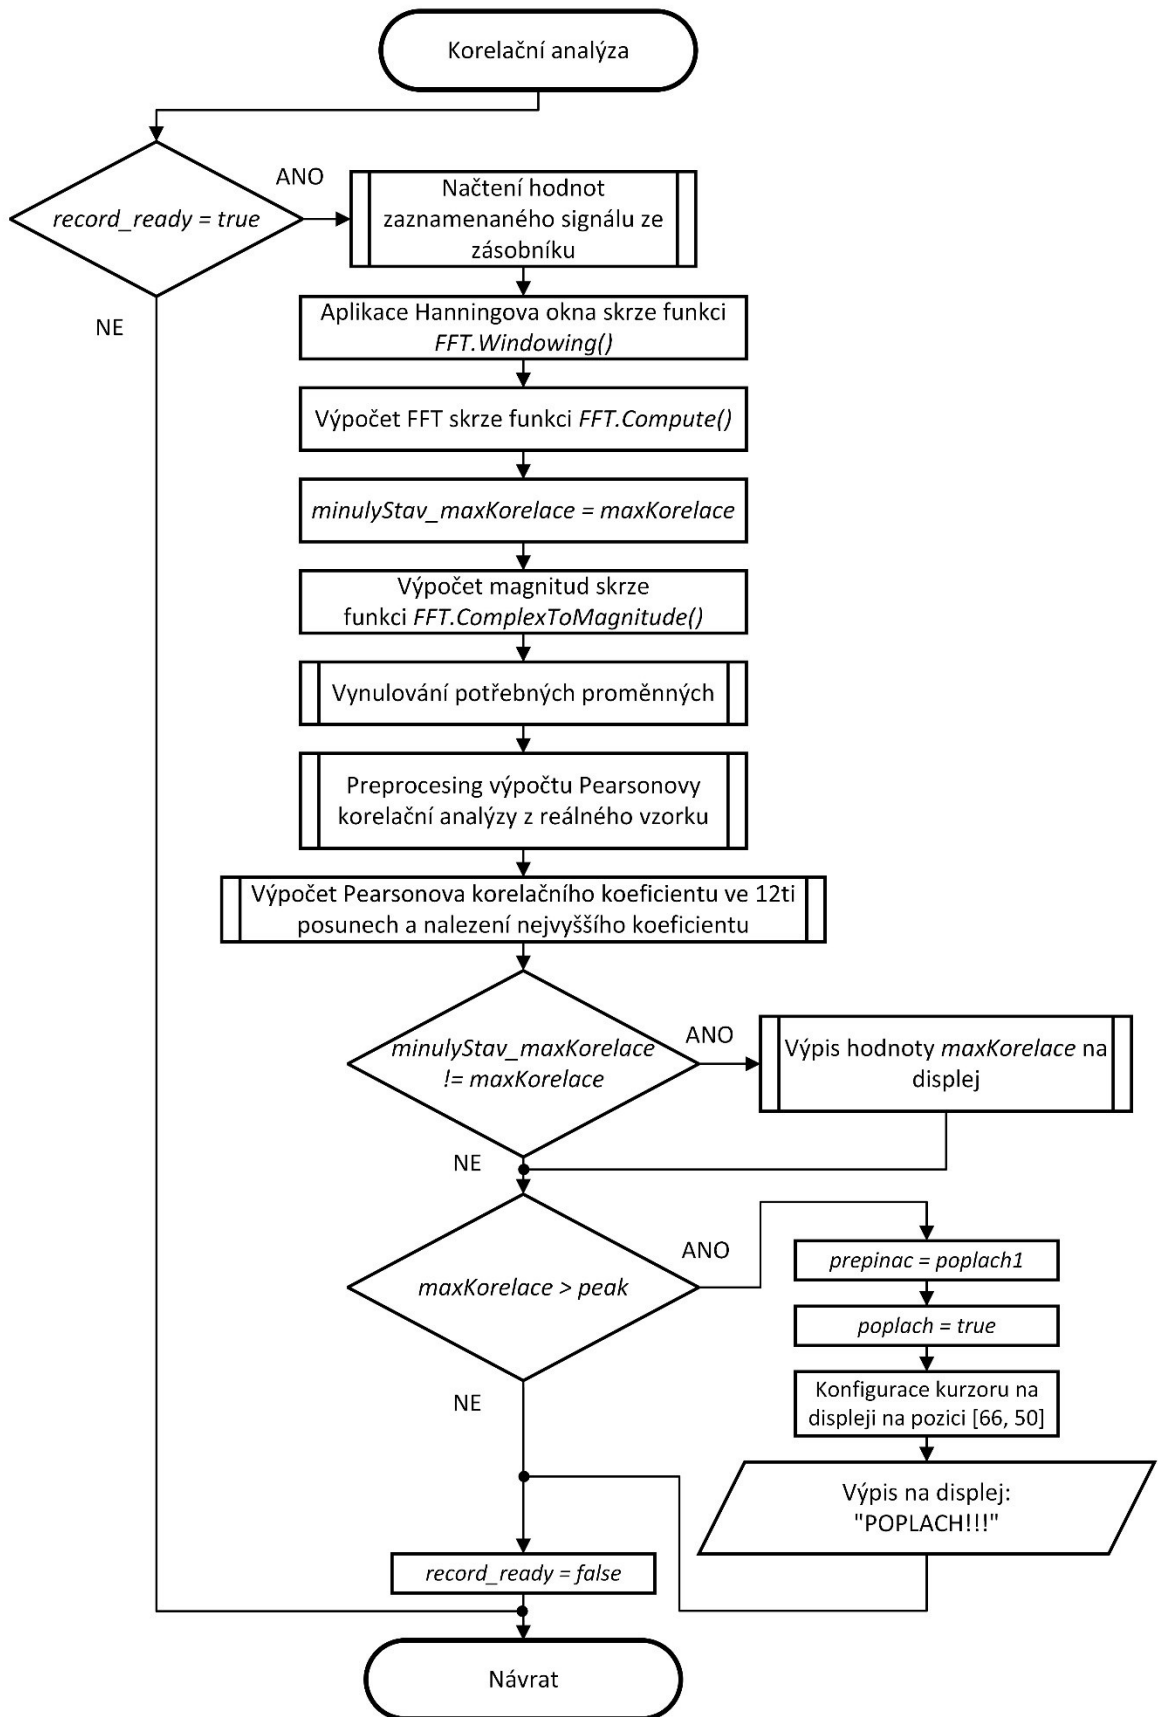 Korelační analýza
record_ready = true
ANO
Načtení hodnot
zaznamenaného signálu ze
zásobníku
NE
Aplikace Hanningova okna skrze funkci
FFT.Windowing()
Výpočet FFT skrze funkci FFT.Compute()
minulyStav_maxKorelace = maxKorelace
Výpočet magnitud skrze
funkci FFT.ComplexToMagnitude()
Vynulování potřebných proměnných
Preprocesing výpočtu Pearsonovy
korelační analýzy z reálného vzorku
Výpočet Pearsonova korelačního koeficientu ve 12ti
posunech a nalezení nejvyššího koeficientu
minulyStav_maxKorelace
!= maxKorelace
ANO
Výpis hodnoty maxKorelace na
displej
NE
maxKorelace > peak
ANO
prepinac = poplach1
poplach = true
Konfigurace kurzoru na
displeji na pozici [66, 50]
NE
Výpis na displej:
"POPLACH!!!"
record_ready = false
Návrat